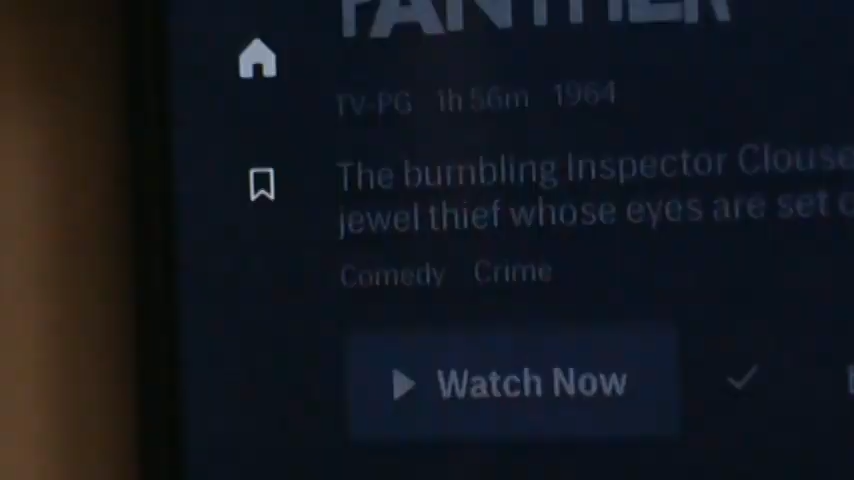 PANTHER
TV-PG 1h 56m 1964
The bumbling Inspector Clouse
jewel thief whose eyes are set
Comedy Crime
Watch Now